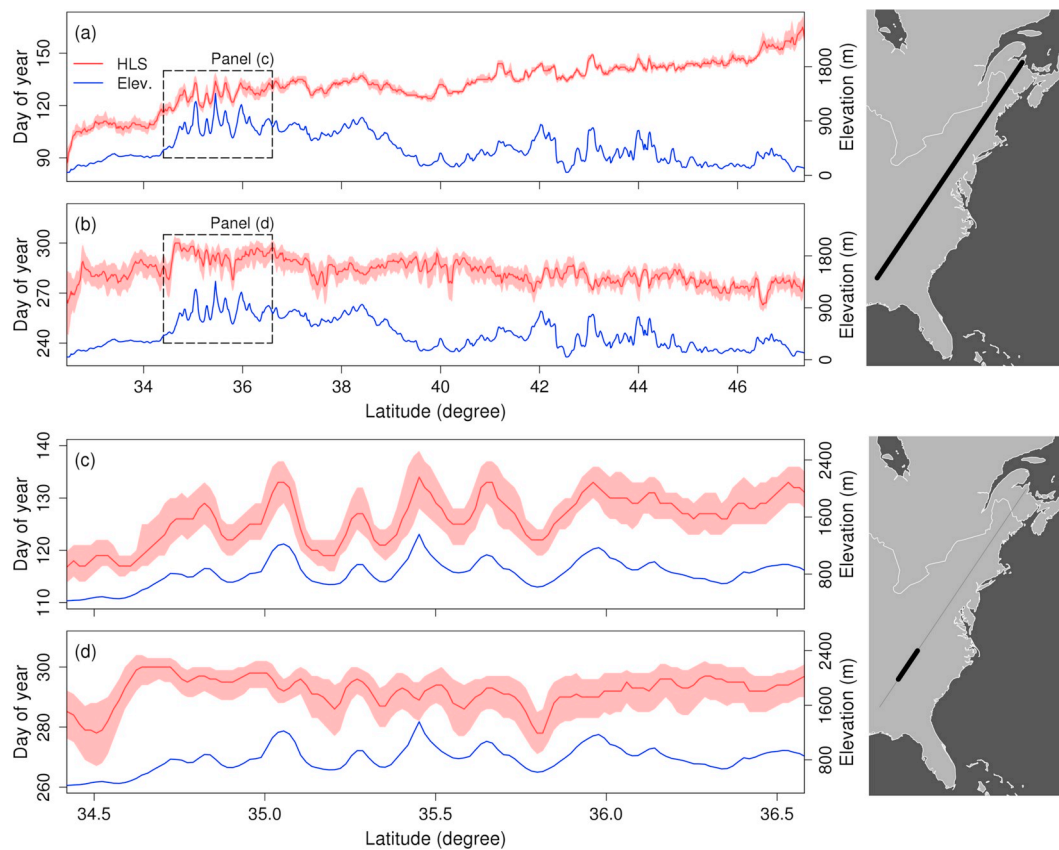 (a)
Panel (c)
HLS
Elev.
Day of year
90 120 150
Elevation (m)
0 900 1800
(b)
Panel (d)
Day of year
240 270 300
Elevation (m)
0 900 1800
34 36 38 40 42 44 46
Latitude (degree)
(c)
Day of year
110 120 130 140
Elevation (m)
800 1600 2400
(d)
Day of year
260 280 300
Elevation (m)
800 1600 2400
34.5 35.0 35.5 36.0 36.5
Latitude (degree)